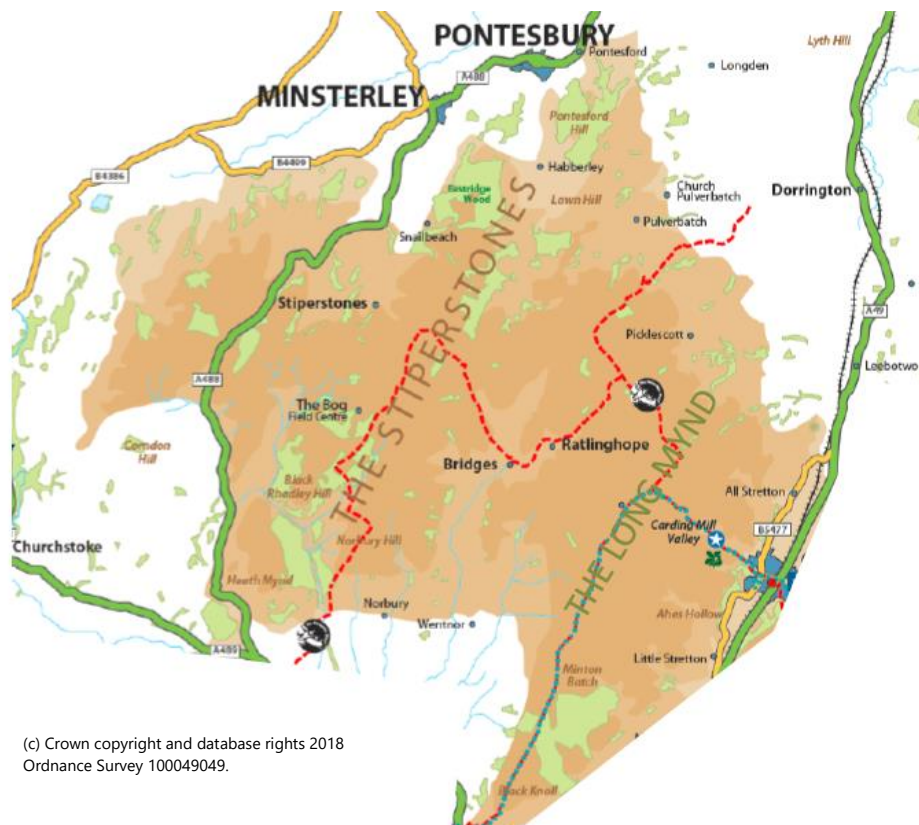 PONTESBURY
Lyth Hill
Pontesford
Longden
A488
MINSTERLEY
Pontesford
Hill
B4499
B4386
Habberley
Eastridge
Wood
Lawn Hill
Church
Pulverbatch
Dorrington
Pulverbatch
Snailbeach
THE STIPERSTONES
Stiperstones
A49
Picklescott
Leebotwo
A488
The Bog
Field Centre
THE LONG MYND
Ratlinghope
Corndon
Hill
Bridges
Black
Rhadley Hill
All Stretton
B5477
Carding Mill
Valley
Norbury Hill
Churchstoke
Heath Mynd
Norbury
Wentnor
Ashes Hollow
A489
Little Stretton
Minton
Batch
(c) Crown copyright and database rights 2018
Ordnance Survey 100049049.
Black Knoll